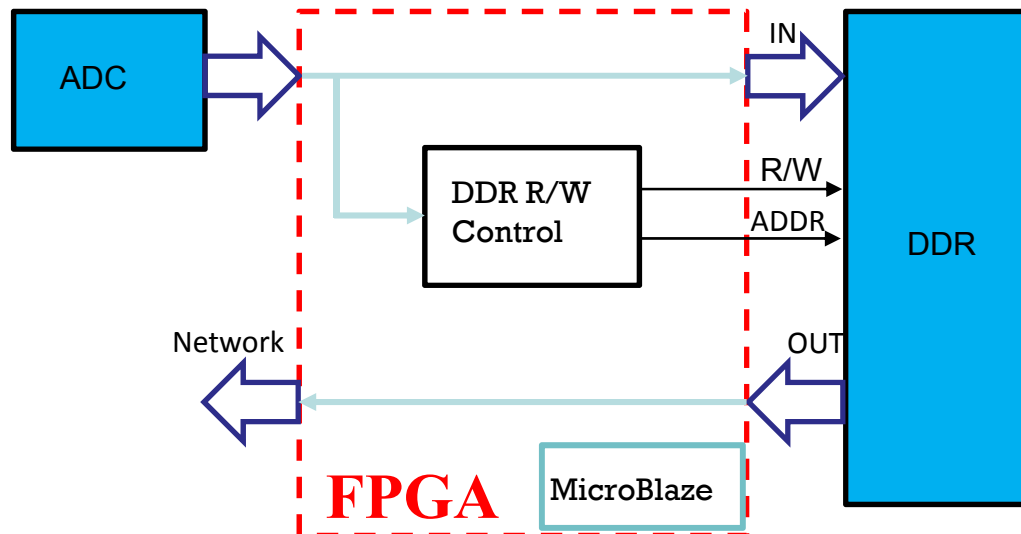 IN
ADC
R/W
DDR R/W
Control
ADDR
DDR
Network
OUT
FPGA
MicroBlaze